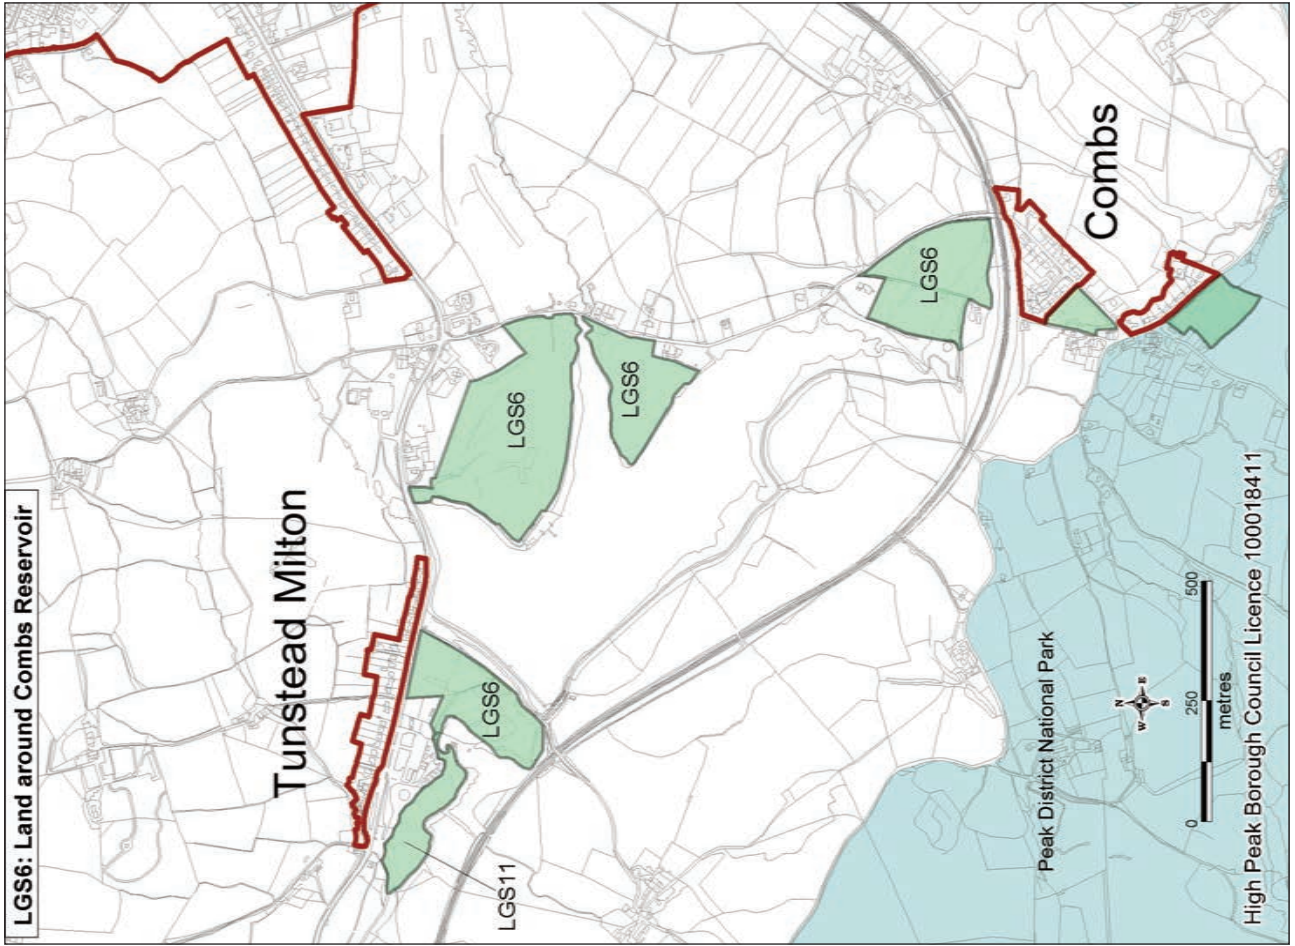 LGS6: Land around Combs Reservoir
Tunstead Milton
LGS6
LGS6
LGS6
LGS6
LGS11
Combs
Peak District National Park
N
W
E
S
0
250
500
metres
High Peak Borough Council Licence 100018411